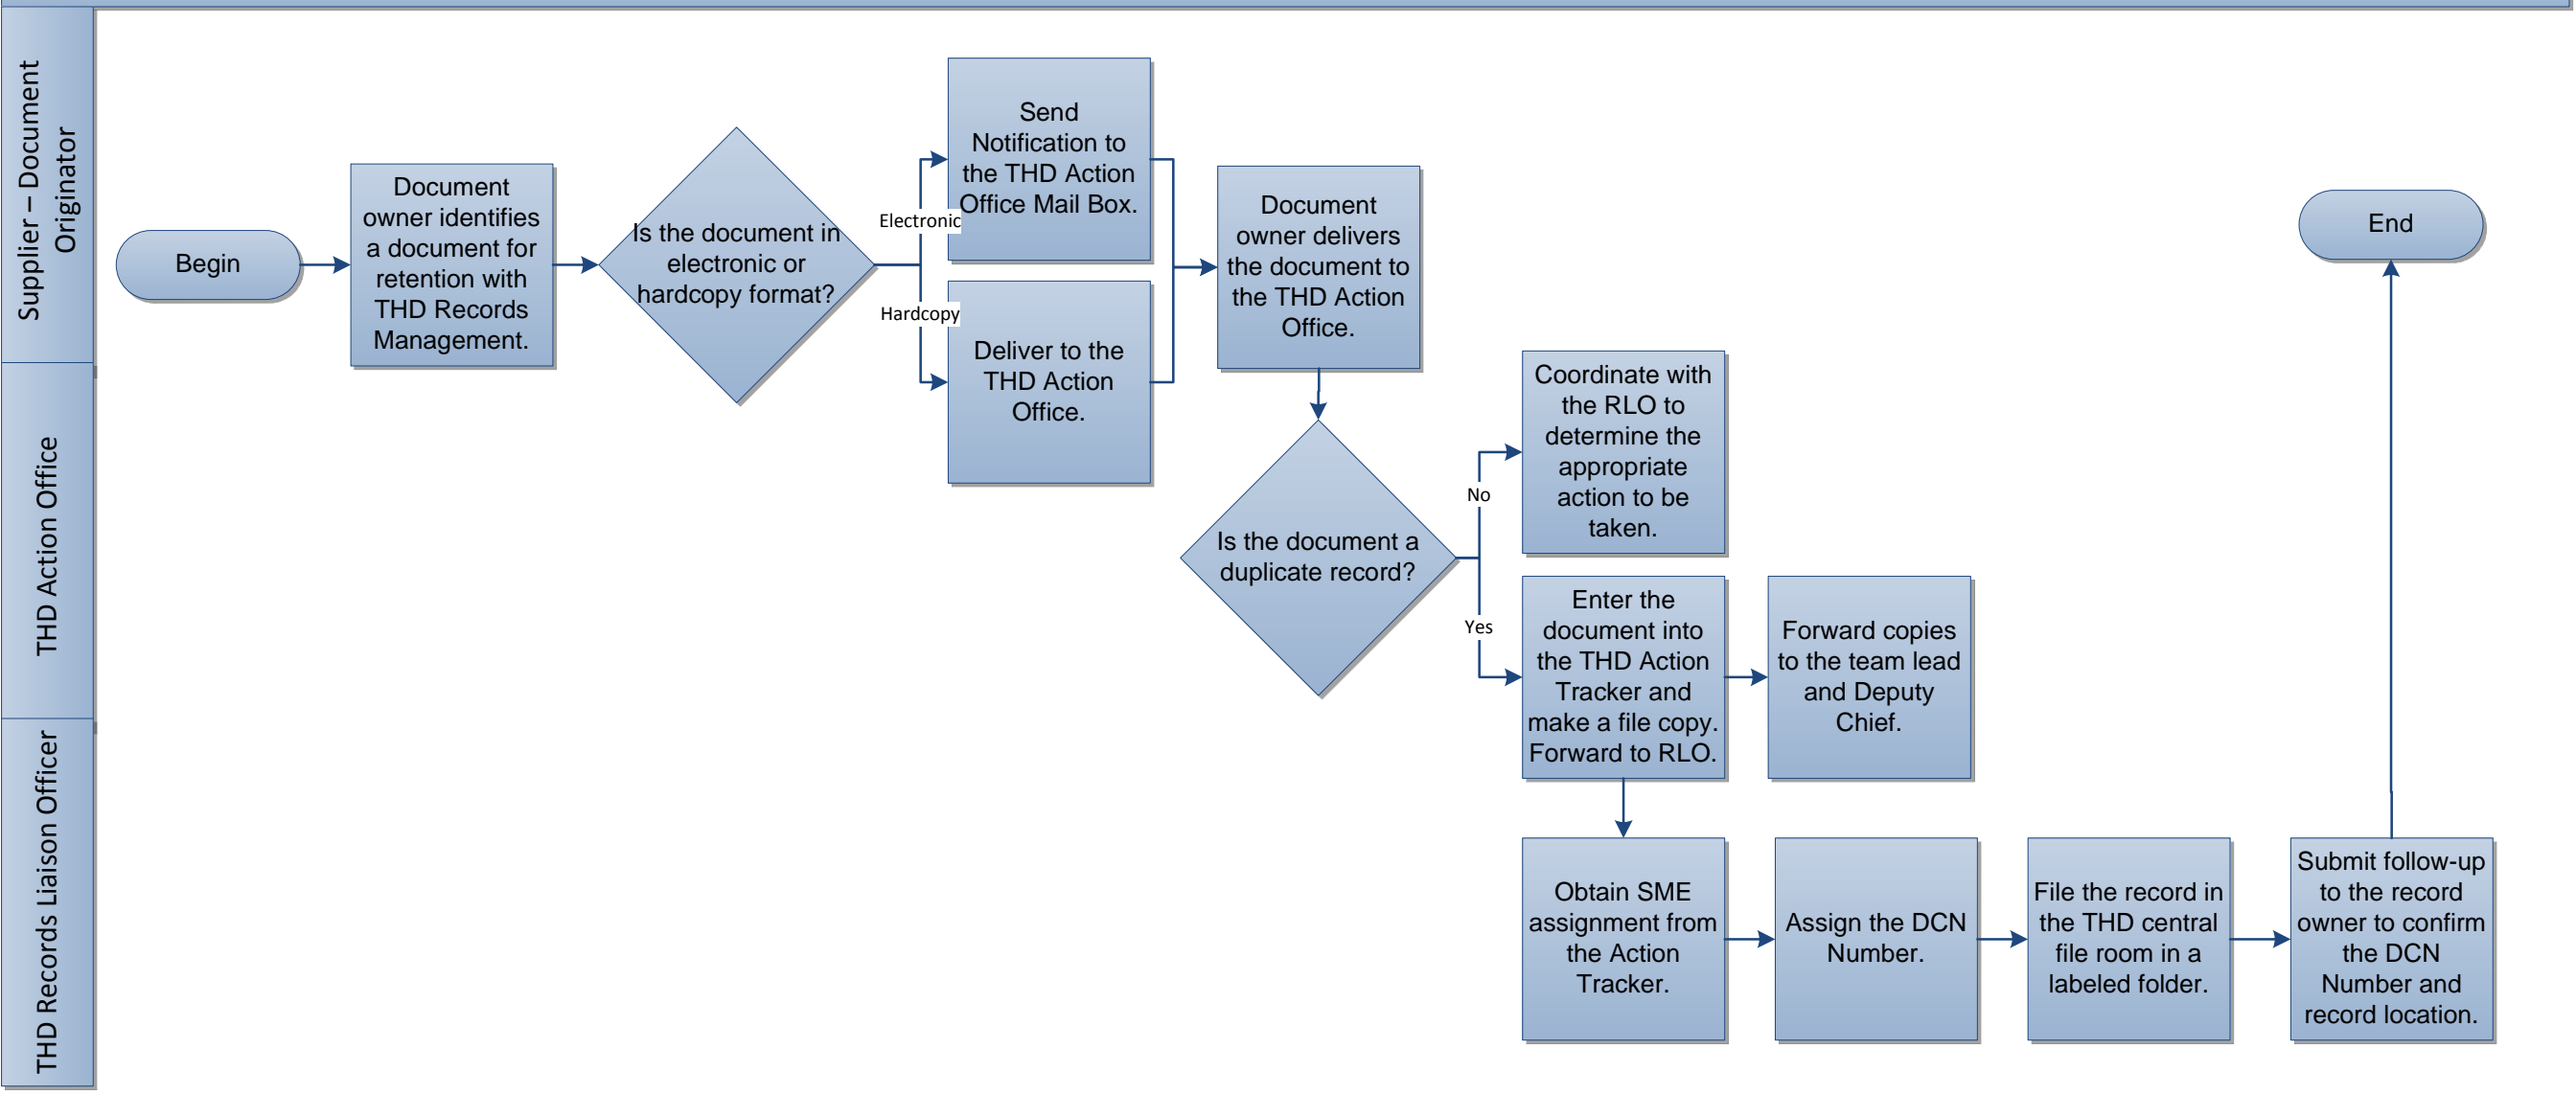 Supplier – Document
Originator
THD Action Office
THD Records Liaison Officer
Begin
Document
owner identifies
a document for
retention with
THD Records
Management.
Is the document in
electronic or
hardcopy format?
Electronic
Hardcopy
Send
Notification to
the THD Action
Office Mail Box.
Deliver to the
THD Action
Office.
Document
owner delivers
the document to
the THD Action
Office.
Is the document a
duplicate record?
No
Yes
Coordinate with
the RLO to
determine the
appropriate
action to be
taken.
Enter the
document into
the THD Action
Tracker and
make a file copy.
Forward to RLO.
Forward copies
to the team lead
and Deputy
Chief.
Obtain SME
assignment from
the Action
Tracker.
Assign the DCN
Number.
File the record in
the THD central
file room in a
labeled folder.
Submit follow-up
to the record
owner to confirm
the DCN
Number and
record location.
End